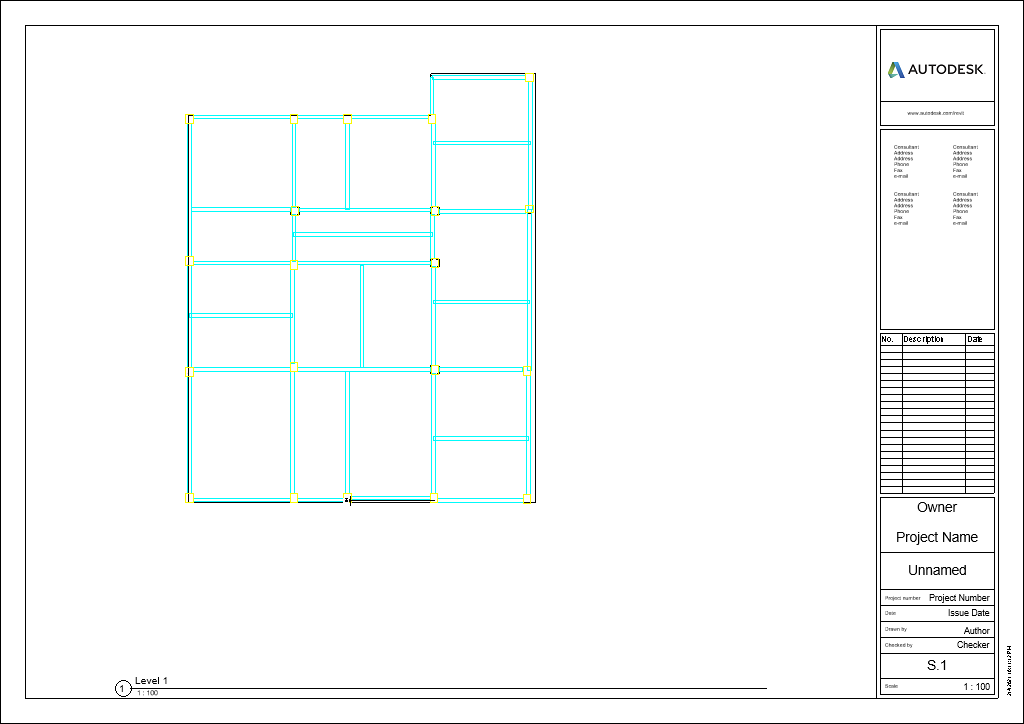 AUTODESK
www.autodesk.com/revit
Consultant
Address
Address
Phone
Fax
e-mail
Consultant
Address
Address
Phone
Fax
e-mail
Consultant
Address
Address
Phone
Fax
e-mail
Consultant
Address
Address
Phone
Fax
e-mail
No. Description Date
Owner
Project Name
Unnamed
Project number Project Number
Date Issue Date
Drawn by Author
Checked by Checker
S.1
Scale 1 : 100
1 Level 1
1 : 100